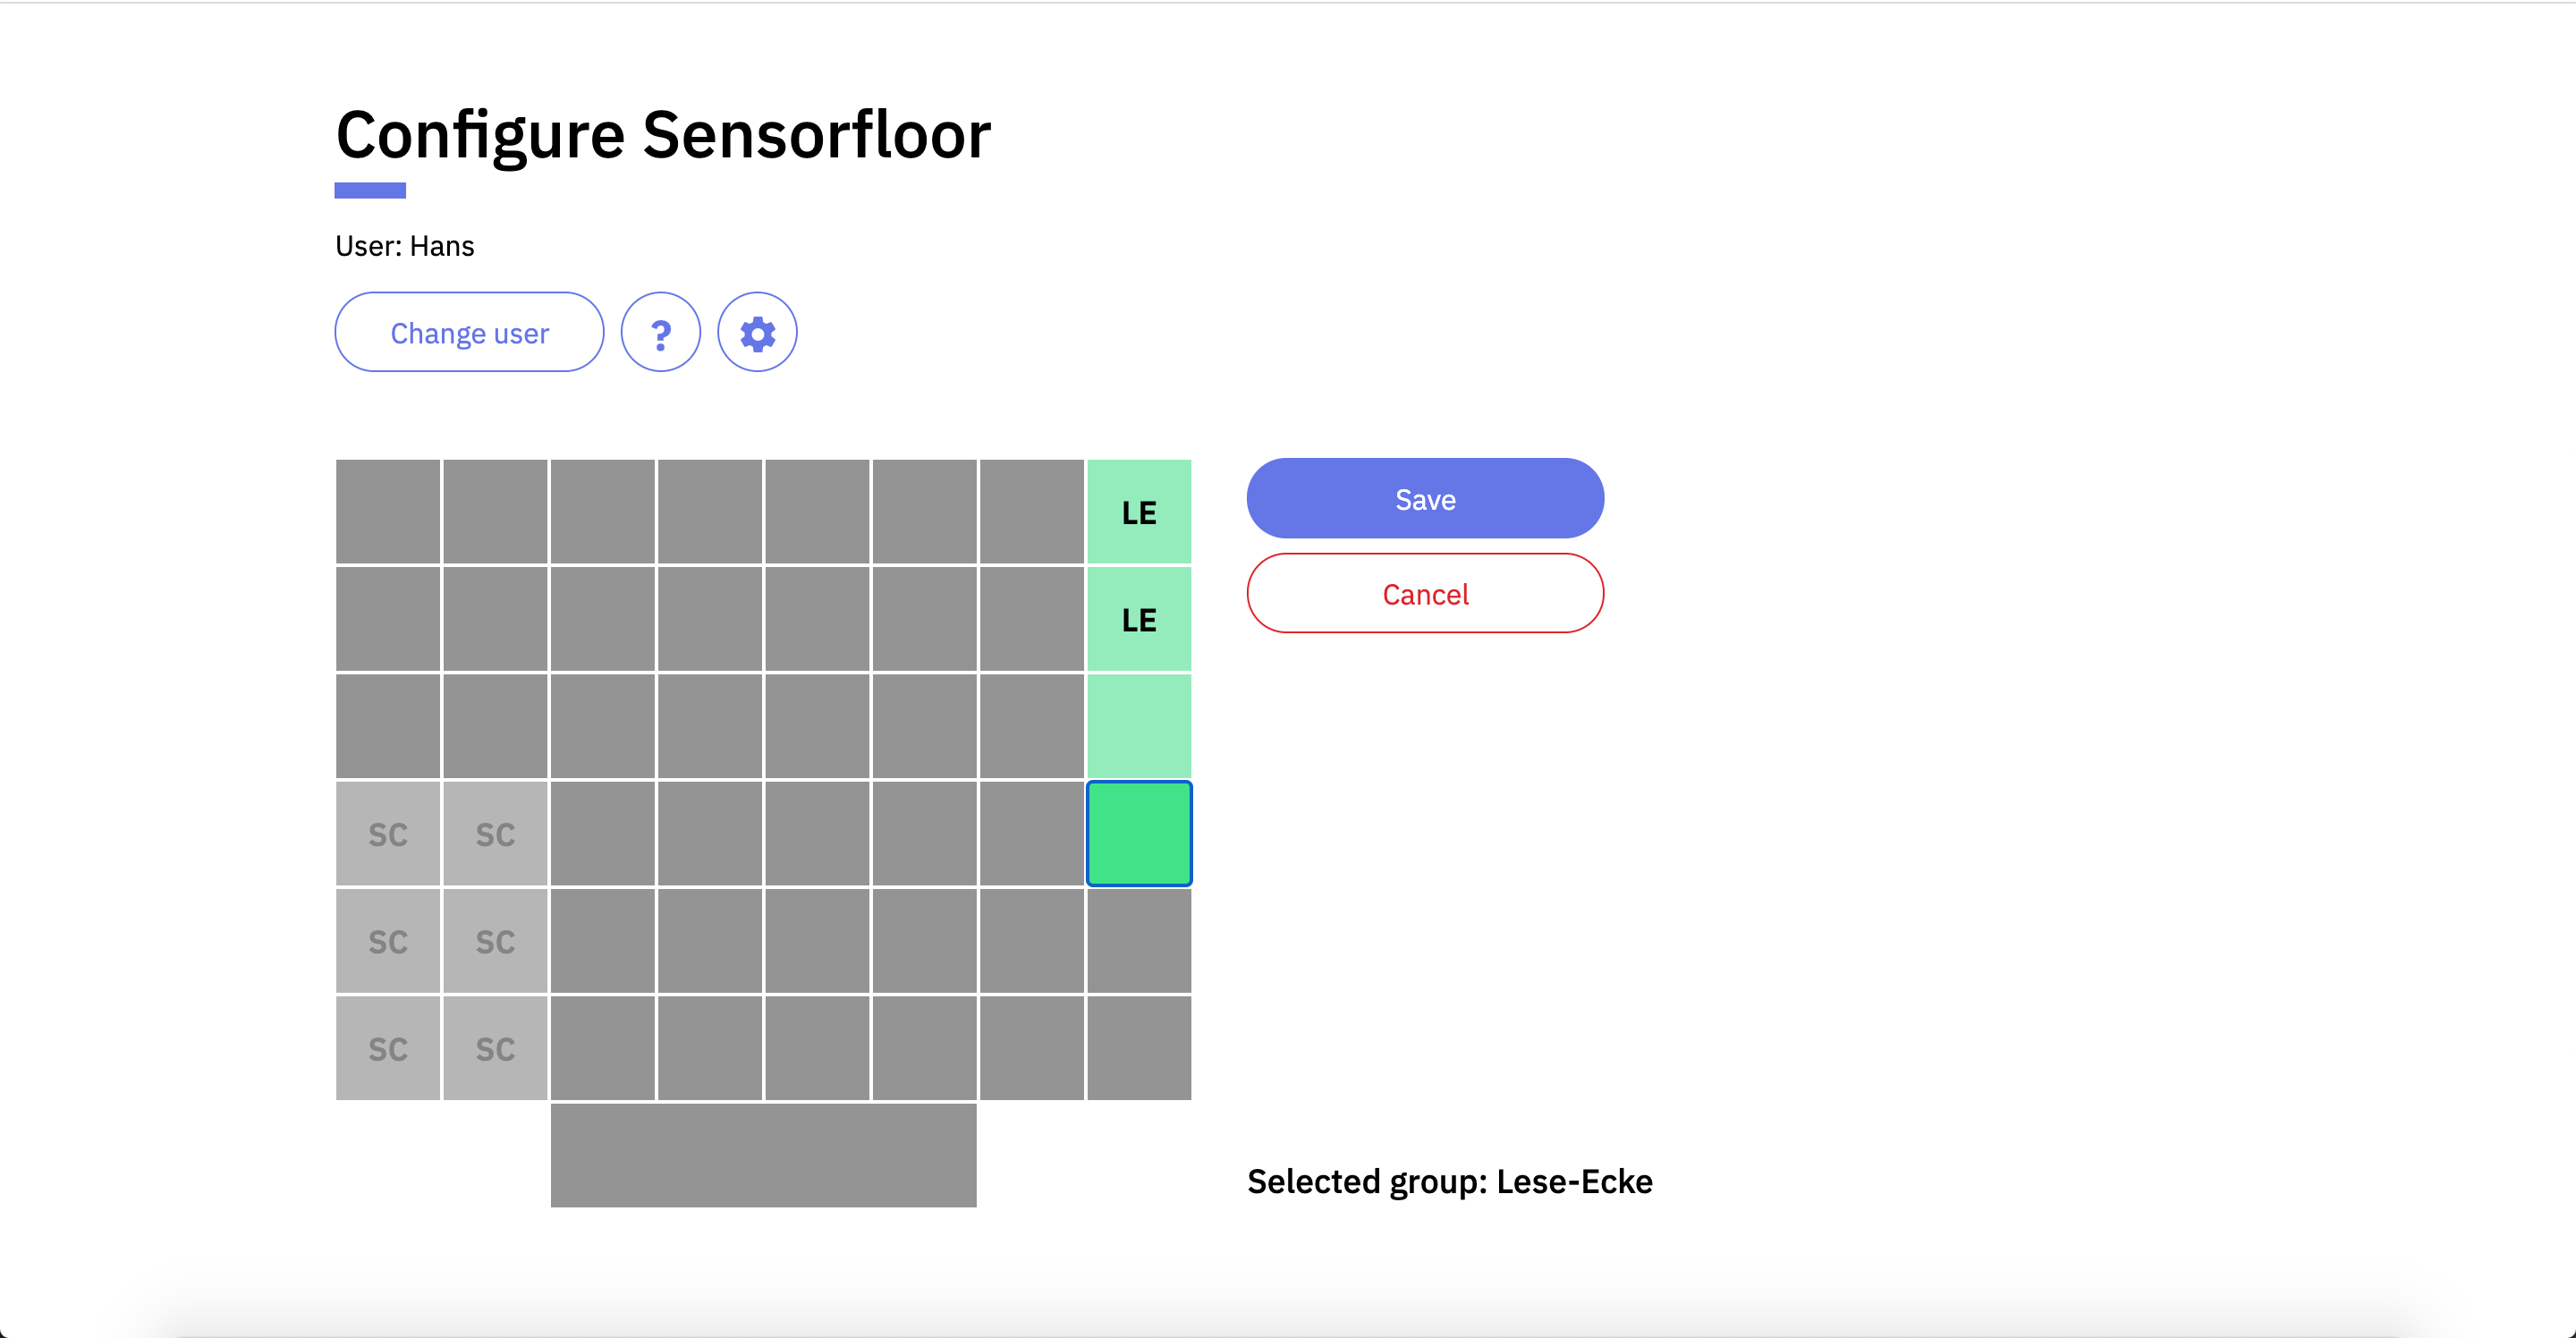 Configure Sensorfloor
User: Hans
Change user ?
LE
Save
LE
Cancel
SC SC
SC SC
SC SC
Selected group: Lese-Ecke